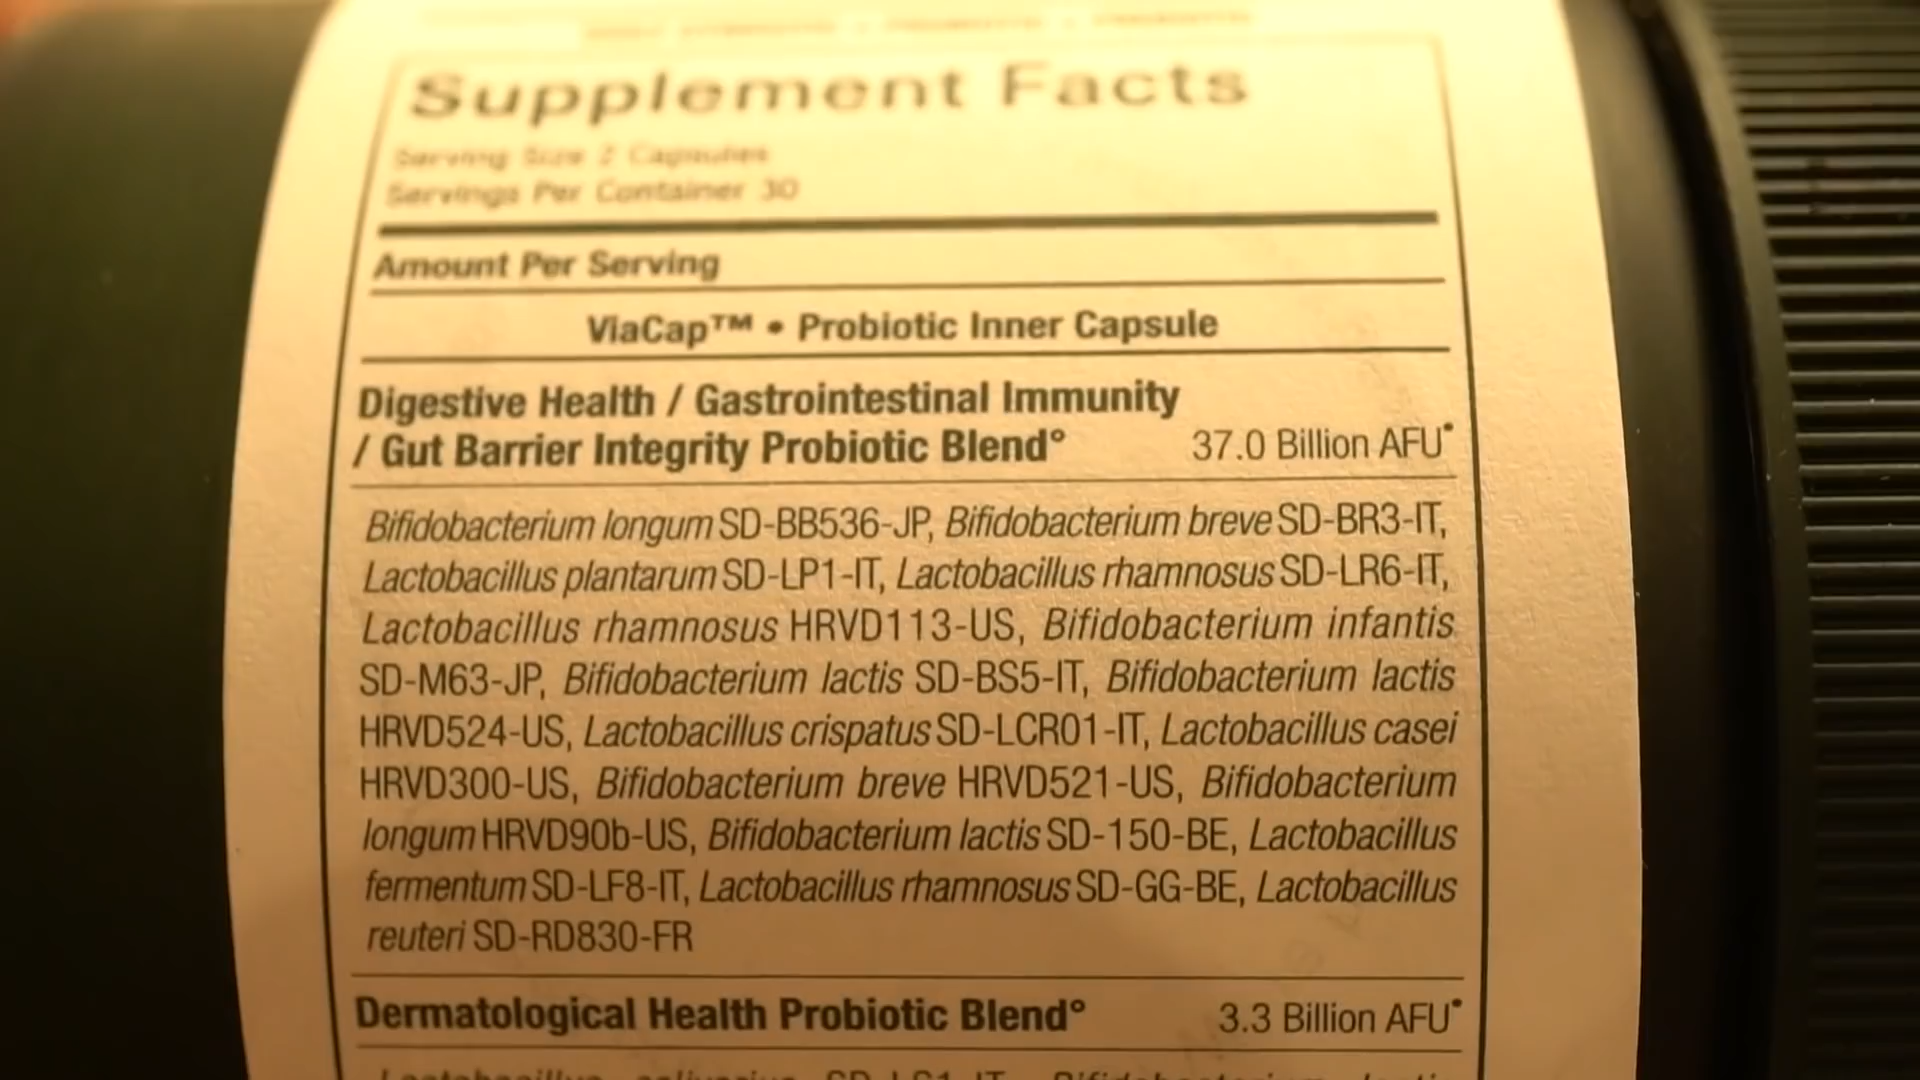 Supplement Facts
Serving Size 2 Capsules
Servings Per Container 30
Amount Per Serving
ViaCap™ • Probiotic Inner Capsule
Digestive Health / Gastrointestinal Immunity
/ Gut Barrier Integrity Probiotic Blend° 37.0 Billion AFU*
Bifidobacterium longum SD-BB536-JP, Bifidobacterium breve SD-BR3-IT,
Lactobacillus plantarum SD-LP1-IT, Lactobacillus rhamnosus SD-LR6-IT,
Lactobacillus rhamnosus HRVD113-US, Bifidobacterium infantis
SD-M63-JP, Bifidobacterium lactis SD-BS5-IT, Bifidobacterium lactis
HRVD524-US, Lactobacillus crispatus SD-LCR01-IT, Lactobacillus casei
HRVD300-US, Bifidobacterium breve HRVD521-US, Bifidobacterium
longum HRVD90b-US, Bifidobacterium lactis SD-150-BE, Lactobacillus
fermentum SD-LF8-IT, Lactobacillus rhamnosus SD-GG-BE, Lactobacillus
reuteri SD-RD830-FR
Dermatological Health Probiotic Blend° 3.3 Billion AFU*